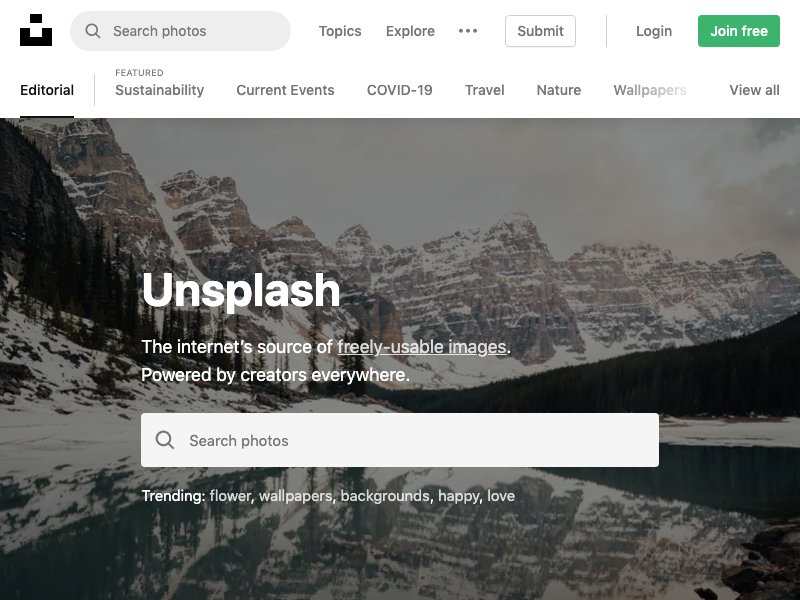 Search photos
Topics
Explore
Submit
Login
Join free
Editorial
FEATURED
Sustainability
Current Events
COVID-19
Travel
Nature
Wallpapers
View all
Unsplash
The internet’s source of freely-usable images.
Powered by creators everywhere.
Search photos
Trending: flower, wallpapers, backgrounds, happy, love